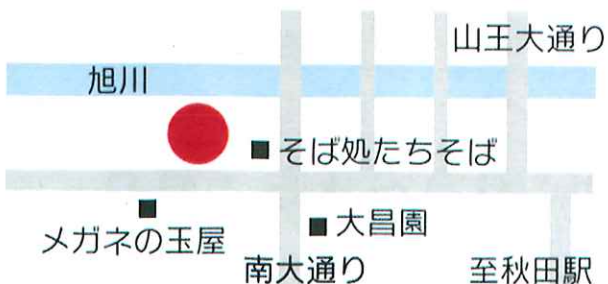 山王大通り
旭川
そば処たちそば
メガネの玉屋
大昌園
南大通り
至秋田駅